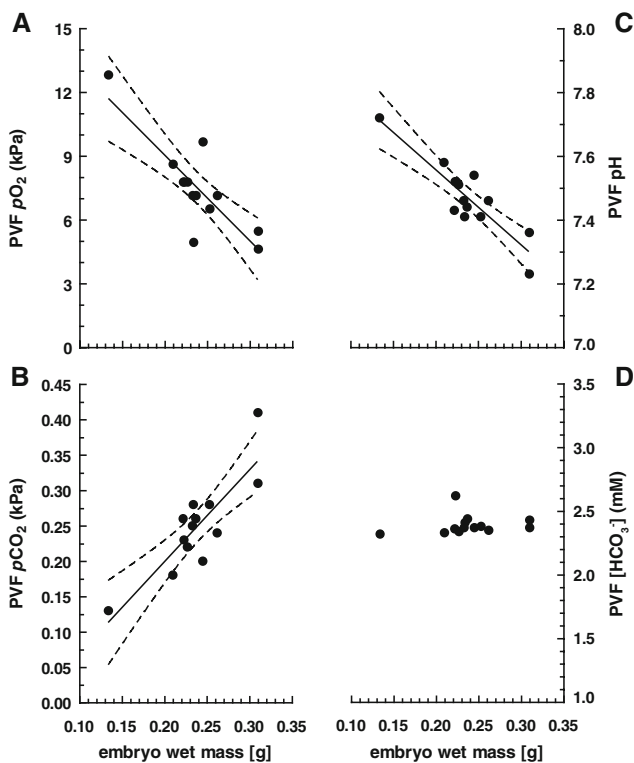 A
C
15
12
9
6
3
0
PVF pO2 (kPa)
8.0
7.8
7.6
7.4
7.2
7.0
PVF pH
B
D
0.45
0.40
0.35
0.30
0.25
0.20
0.15
0.10
0.05
0.00
PVF pCO2 (kPa)
3.5
3.0
2.5
2.0
1.5
1.0
PVF [HCO3-] (mM)
0.10 0.15 0.20 0.25 0.30 0.35
0.10 0.15 0.20 0.25 0.30 0.35
embryo wet mass [g]
embryo wet mass [g]